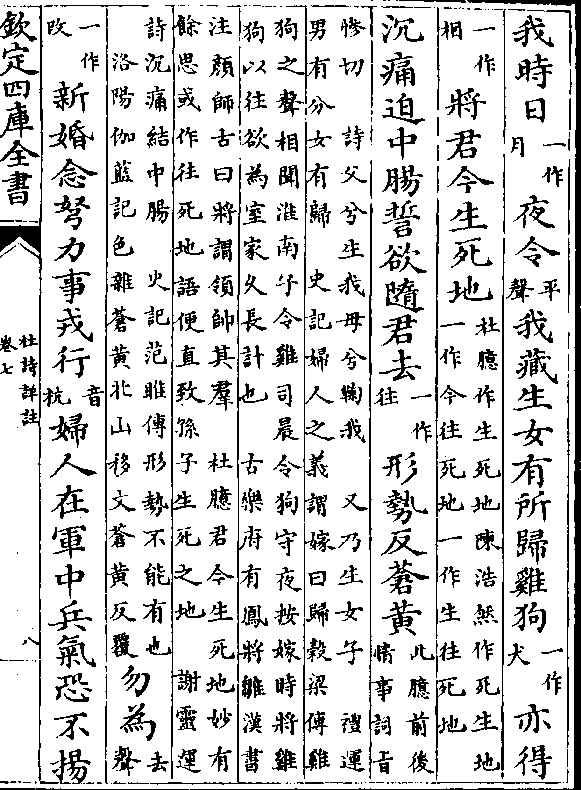 我時日一作月夜令平聲我藏生女有所歸雞狗一作犬亦得
一作相將君今生死地杜臆作生死地陳浩然作死生地一作今往死地一作生往死地
沉痛迫中腸誓欲隨君去一作往形勢反蒼黃此臆前後情事詞旨
慘切　詩父兮生我母兮鞠我　又乃生女子　禮運
男有分女有歸　史記婦人之義謂嫁曰歸穀梁傳雞
狗之聲相聞淮南子令雞司晨令狗守夜按嫁時將雞
狗以往欲為室家久長計也　古樂府有鳳將雛漢書
注顏師古曰將謂領帥其羣　杜臆君今生死地妙有
餘思或作往死地語便直致孫子生死之地　謝靈運
詩沉痛結中腸　史記范睢傳形勢不能有也
洛陽伽藍記色雜蒼黃北山移文蒼黃反覆勿為去聲
一作改新婚念努力事戎行音杭婦人在軍中兵氣恐不揚
欽定四庫全書
杜詩詳註
卷七
八